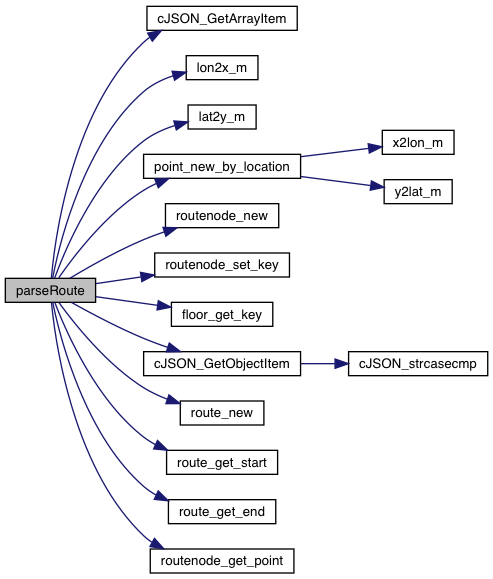 cJSON_GetArrayItem
lon2x_m
lat2y_m
x2lon_m
point_new_by_location
y2lat_m
routenode_new
routenode_set_key
parseRoute
floor_get_key
cJSON_GetObjectItem
cJSON_strcasecmp
route_new
route_get_start
route_get_end
routenode_get_point